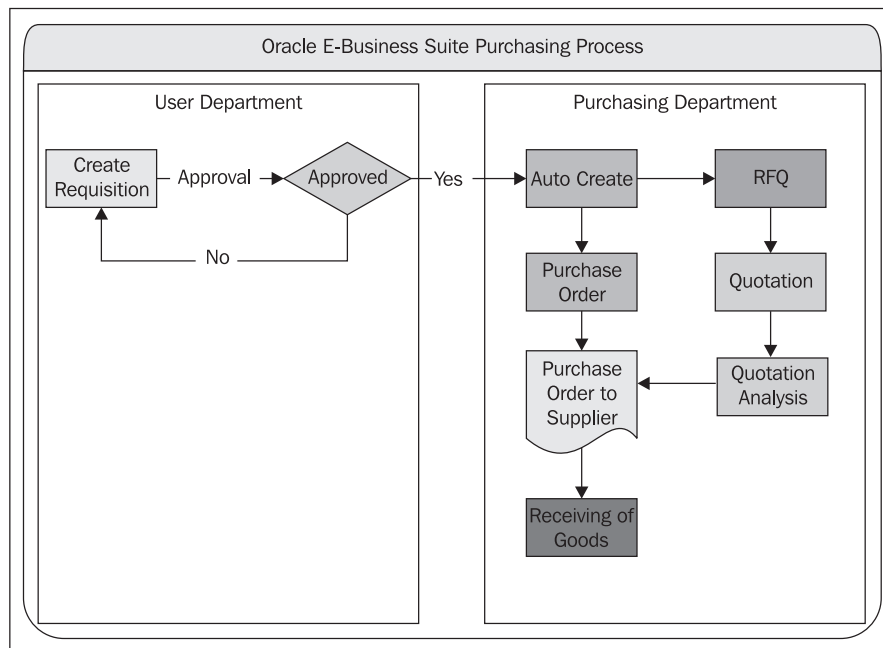 Oracle E-Business Suite Purchasing Process
User Department
Create
Requisition
Approval
Approved
Yes
No
Purchasing Department
Auto Create
RFQ
Purchase
Order
Quotation
Purchase
Order to
Supplier
Quotation
Analysis
Receiving of
Goods